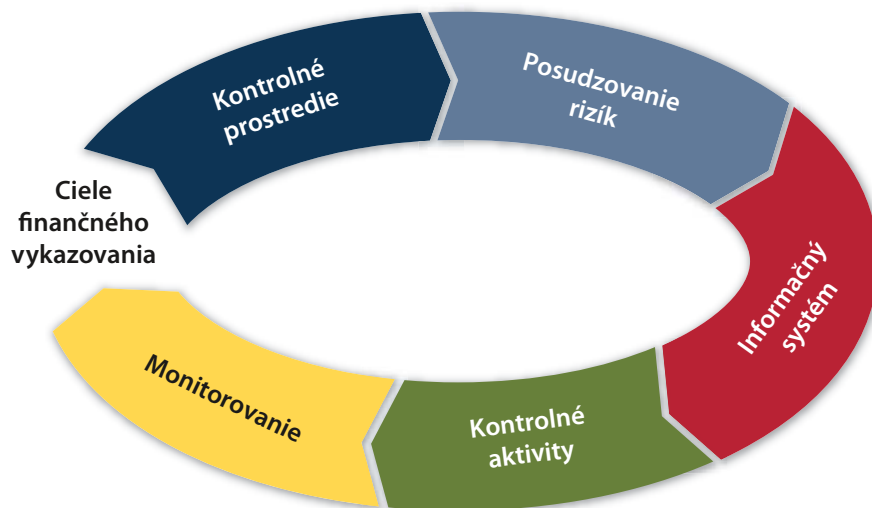 Kontrolné
prostredie
Posudzovanie
rizík
Informačný
systém
Kontrolné
aktivity
Monitorovanie
Ciele
finančného
vykazovania